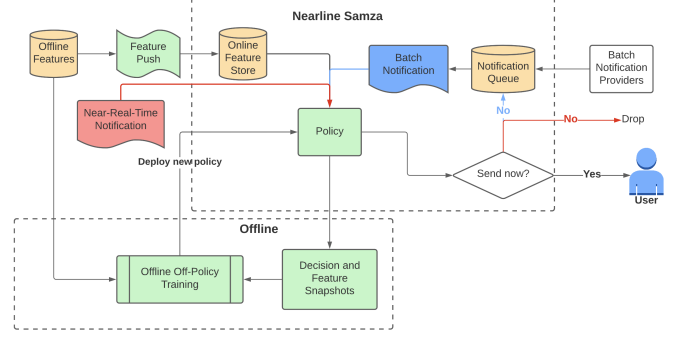 Nearline Samza
Offline
Features
Feature
Push
Online
Feature
Store
Batch
Notification
Notification
Queue
Batch
Notification
Providers
Near-Real-Time
Notification
Policy
No
No
Drop
Deploy new policy
Send now?
Yes
User
Offline
Offline Off-Policy
Training
Decision and
Feature
Snapshots